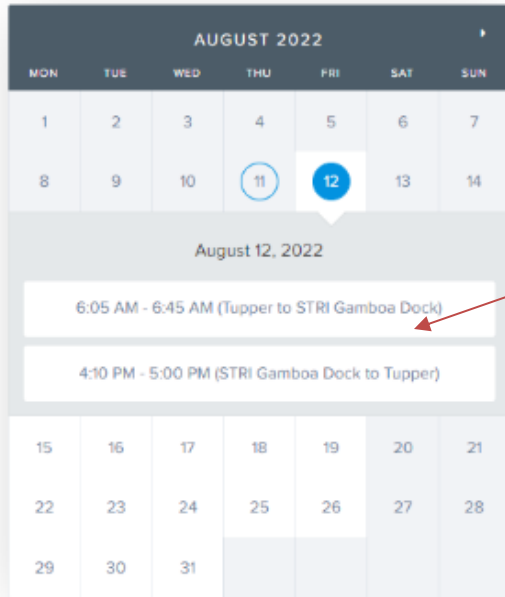 AUGUST 2022
MON TUE WED THU FRI SAT SUN
1 2 3 4 5 6 7
8 9 10 11 12 13 14
August 12, 2022
6:05 AM - 6:45 AM (Tupper to STRI Gamboa Dock)
4:10 PM - 5:00 PM (STRI Gamboa Dock to Tupper)
15 16 17 18 19 20 21
22 23 24 25 26 27 28
29 30 31